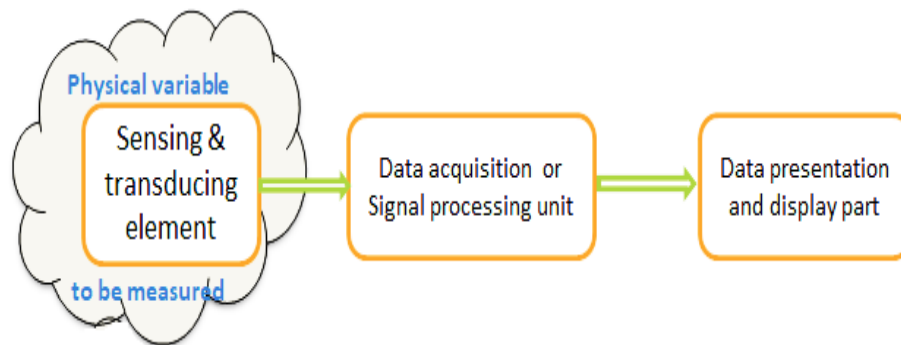 Physical variable
Sensing &
transducing
element
to be measured
Data acquisition or
Signal processing unit
Data presentation
and display part